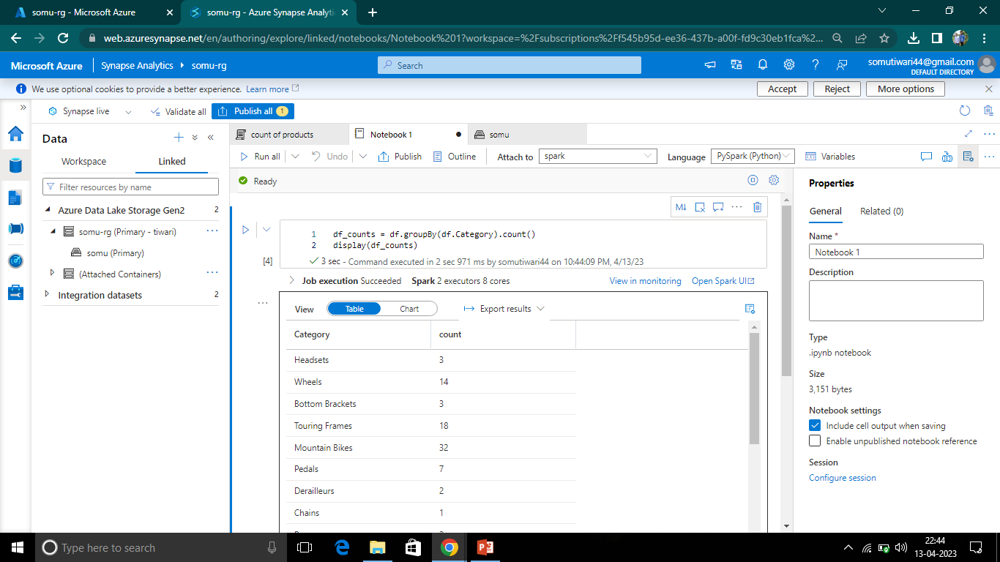 somu-rg - Microsoft Azure
somu-rg - Azure Synapse Analyti
web.azuresynapse.net/en/authoring/explore/linked/notebooks/Notebook%201?workspace=%2Fsubscriptions%2Ff545b95d-ee36-437b-a00f-fd9c30eb1fca%2...
Microsoft Azure
Synapse Analytics
somu-rg
Search
somutiwari44@gmail.com
DEFAULT DIRECTORY
We use optional cookies to provide a better experience. Learn more
Accept
Reject
More options
Synapse live
Validate all
Publish all 1
Data
Workspace
Linked
Filter resources by name
Azure Data Lake Storage Gen2 2
somu-rg (Primary - tiwari)
somu (Primary)
(Attached Containers)
Integration datasets 2
count of products
Notebook 1
somu
Run all
Undo
Publish
Outline
Attach to
spark
Language
PySpark (Python)
Variables
Ready
M↓
1 df_counts = df.groupBy(df.Category).count()
2 display(df_counts)
[4]
3 sec - Command executed in 2 sec 971 ms by somutiwari44 on 10:44:09 PM, 4/13/23
Job execution Succeeded Spark 2 executors 8 cores
View in monitoring
Open Spark UI
View
Table
Chart
Export results
Category count
Headsets 3
Wheels 14
Bottom Brackets 3
Touring Frames 18
Mountain Bikes 32
Pedals 7
Derailleurs 2
Chains 1
Properties
General
Related (0)
Name *
Notebook 1
Description
Type
.ipynb notebook
Size
3,151 bytes
Notebook settings
Include cell output when saving
Enable unpublished notebook reference
Session
Configure session
Type here to search
22:44
13-04-2023